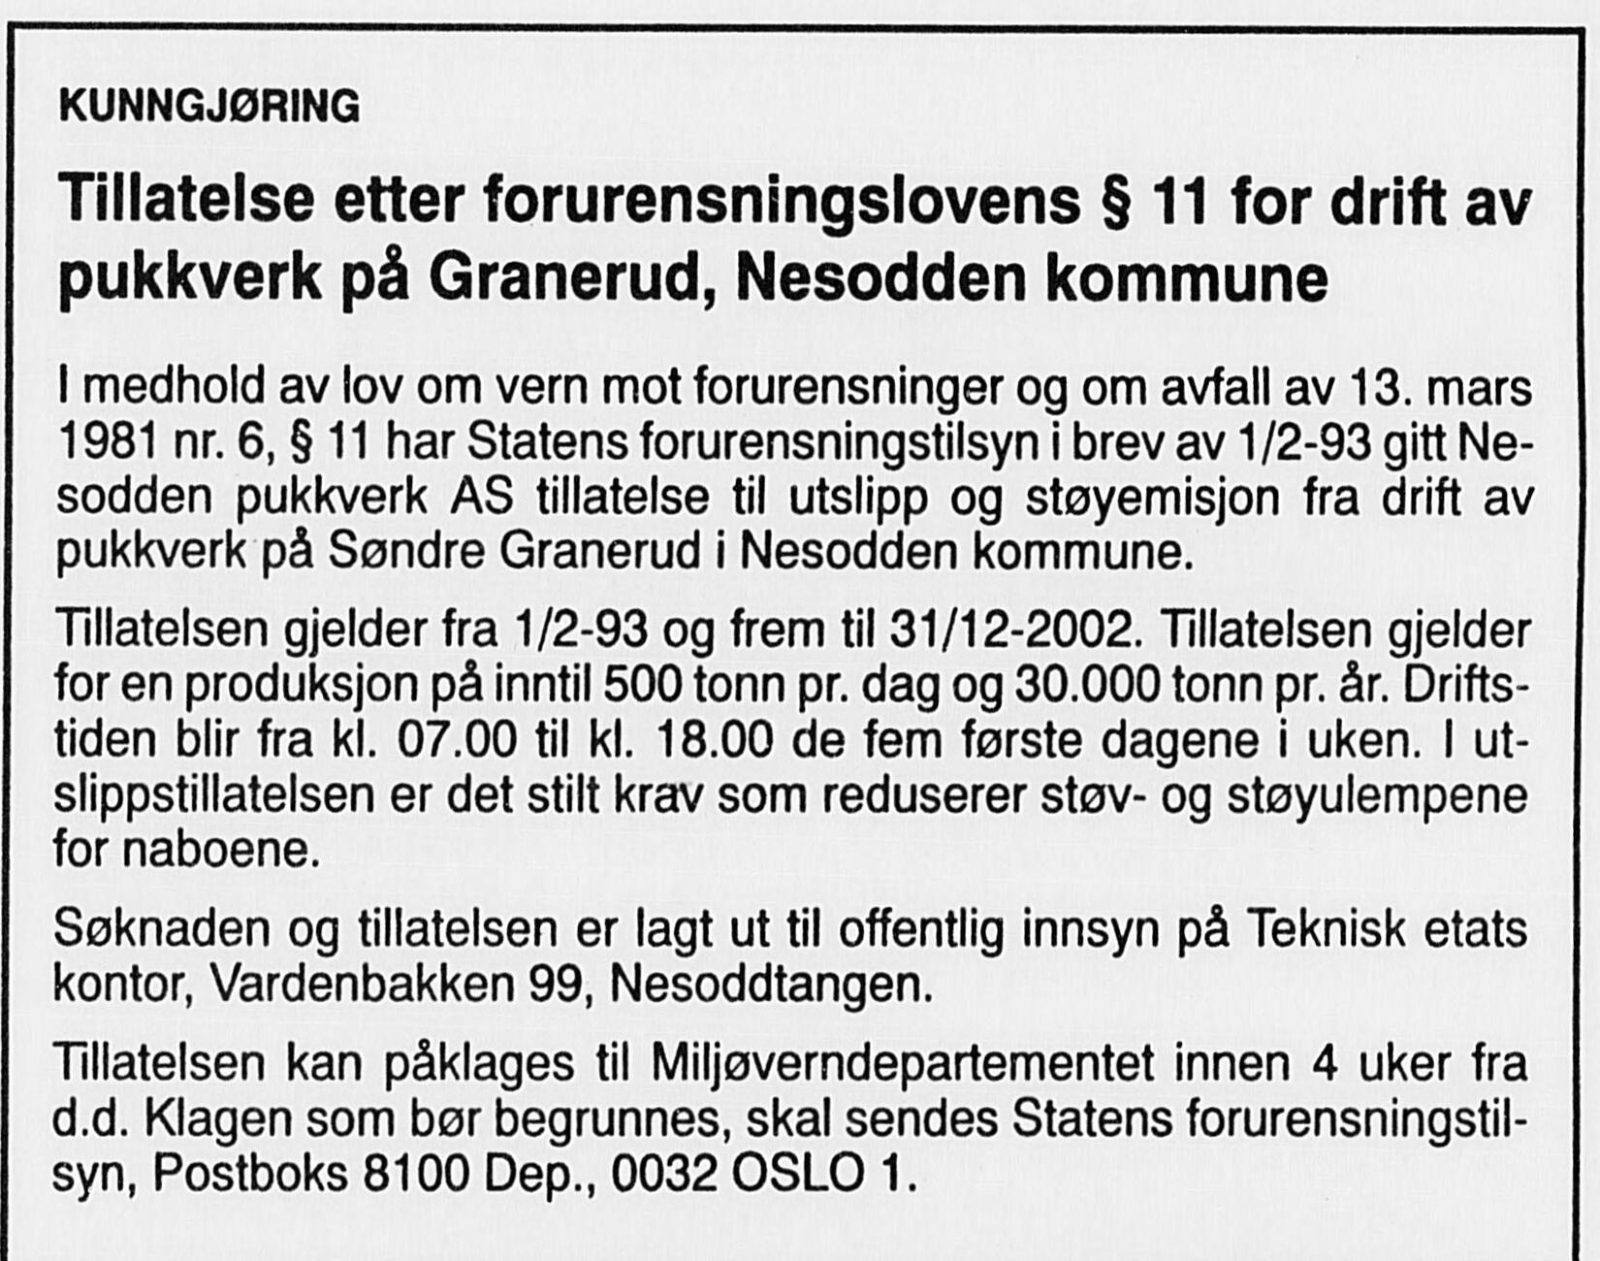 KUNNGJØRING
Tillatelse etter forurensningslovens § 11 for drift av
pukkverk på Granerud, Nesodden kommune
I medhold av lov om vern mot forurensninger og om avfall av 13. mars
1981 nr. 6, § 11 har Statens forurensningstilsyn i brev av 1/2-93 gitt Ne-
sodden pukkverk AS tillatelse til utslipp og støyemisjon fra drift av
pukkverk på Søndre Granerud i Nesodden kommune.
Tillatelsen gjelder fra 1/2-93 og frem til 31/12-2002. Tillatelsen gjelder
for en produksjon på inntil 500 tonn pr. dag og 30.000 tonn pr. år. Drifts-
tiden blir fra kl. 07.00 til kl. 18.00 de fem første dagene i uken. I ut-
slippstillatelsen er det stilt krav som reduserer støv- og støyulempene
for naboene.
Søknaden og tillatelsen er lagt ut til offentlig innsyn på Teknisk etats
kontor, Vardenbakken 99, Nesoddtangen.
Tillatelsen kan påklages til Miljøverndepartementet innen 4 uker fra
d.d. Klagen som bør begrunnes, skal sendes Statens forurensningstil-
syn, Postboks 8100 Dep., 0032 OSLO 1.